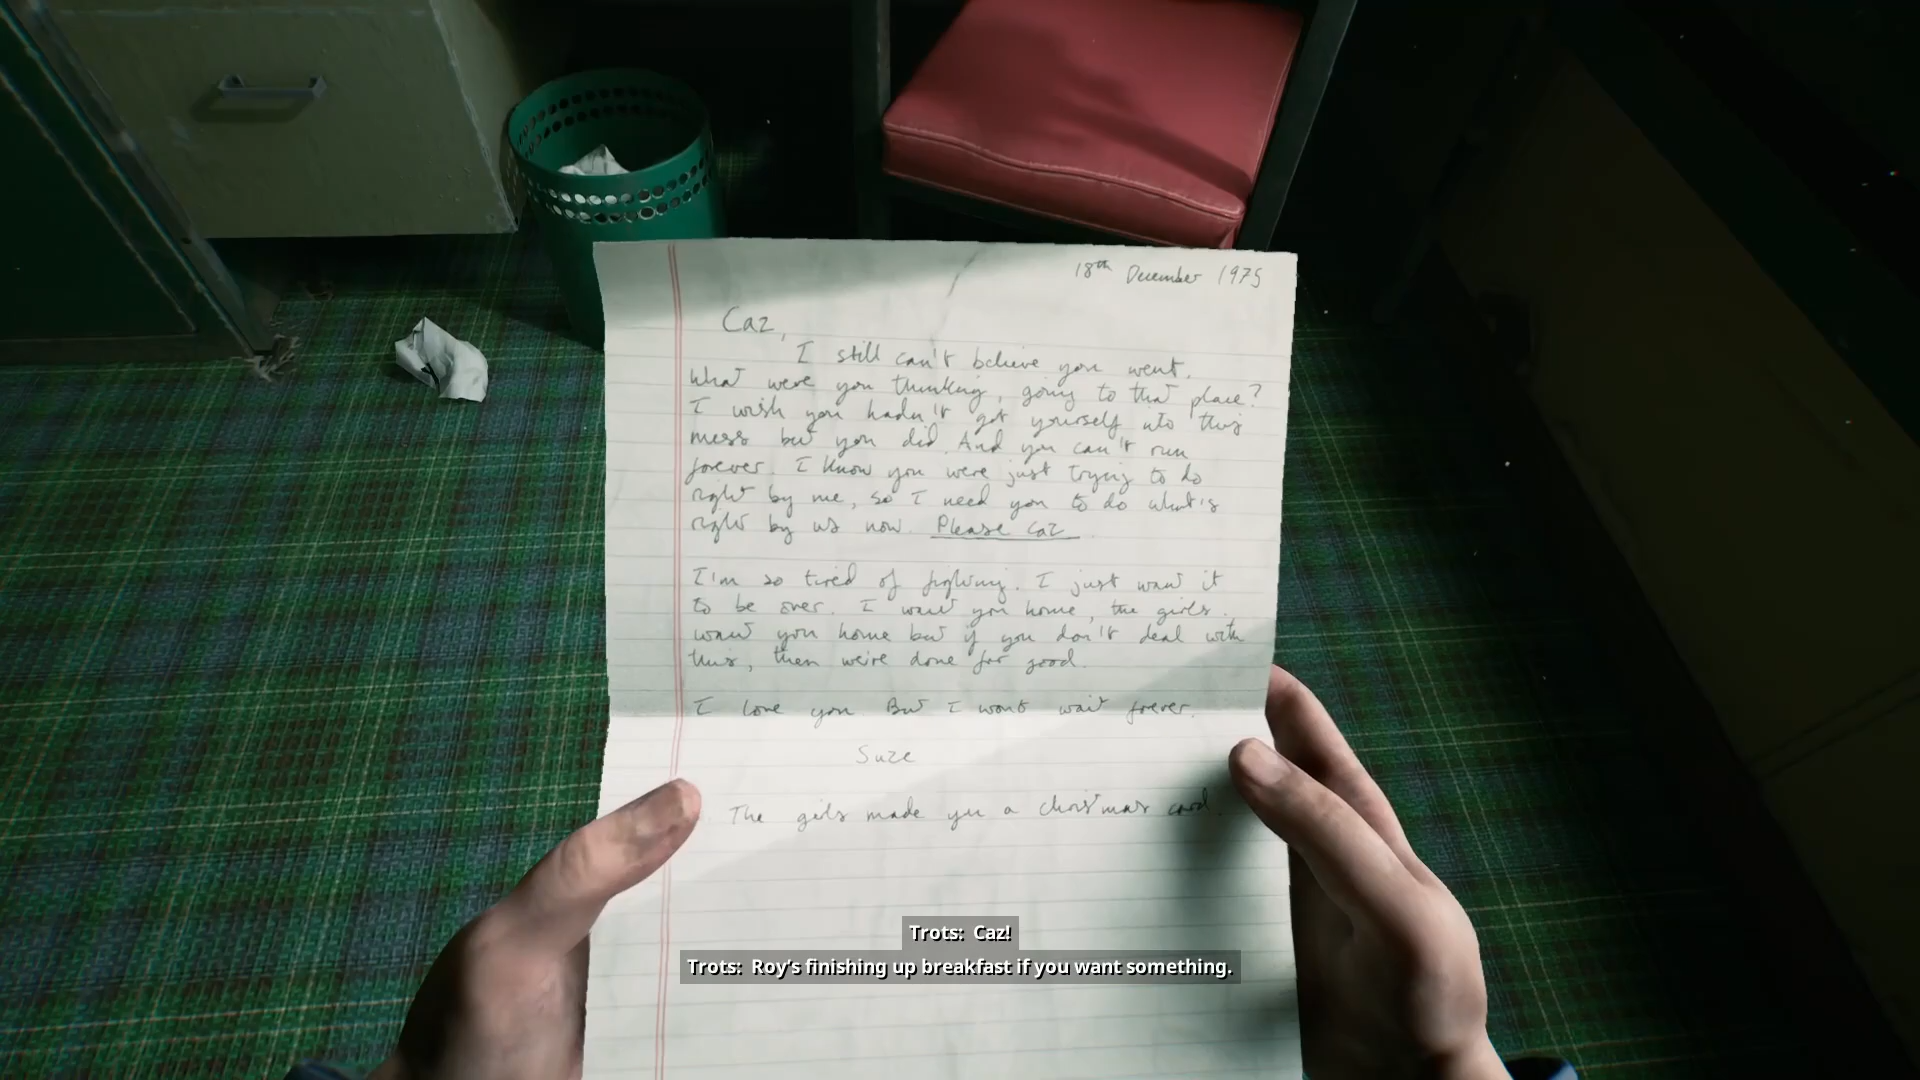 18th December 1975
Caz,
I still can't believe you went.
What were you thinking, going to that place?
I wish you hadn't got yourself into this
mess but you did. And you can't run
forever. I know you were just trying to do
right by me, so I need you to do what's
right by us now. Please Caz.
I'm so tired of fighting. I just want it
to be over. I want you home, the girls
want you home but if you don't deal with
this, then we're done for good.
I love you. But I wont wait forever.
Suze
The girls made you a christmas card.
Trots: Caz!
Trots: Roy's finishing up breakfast if you want something.